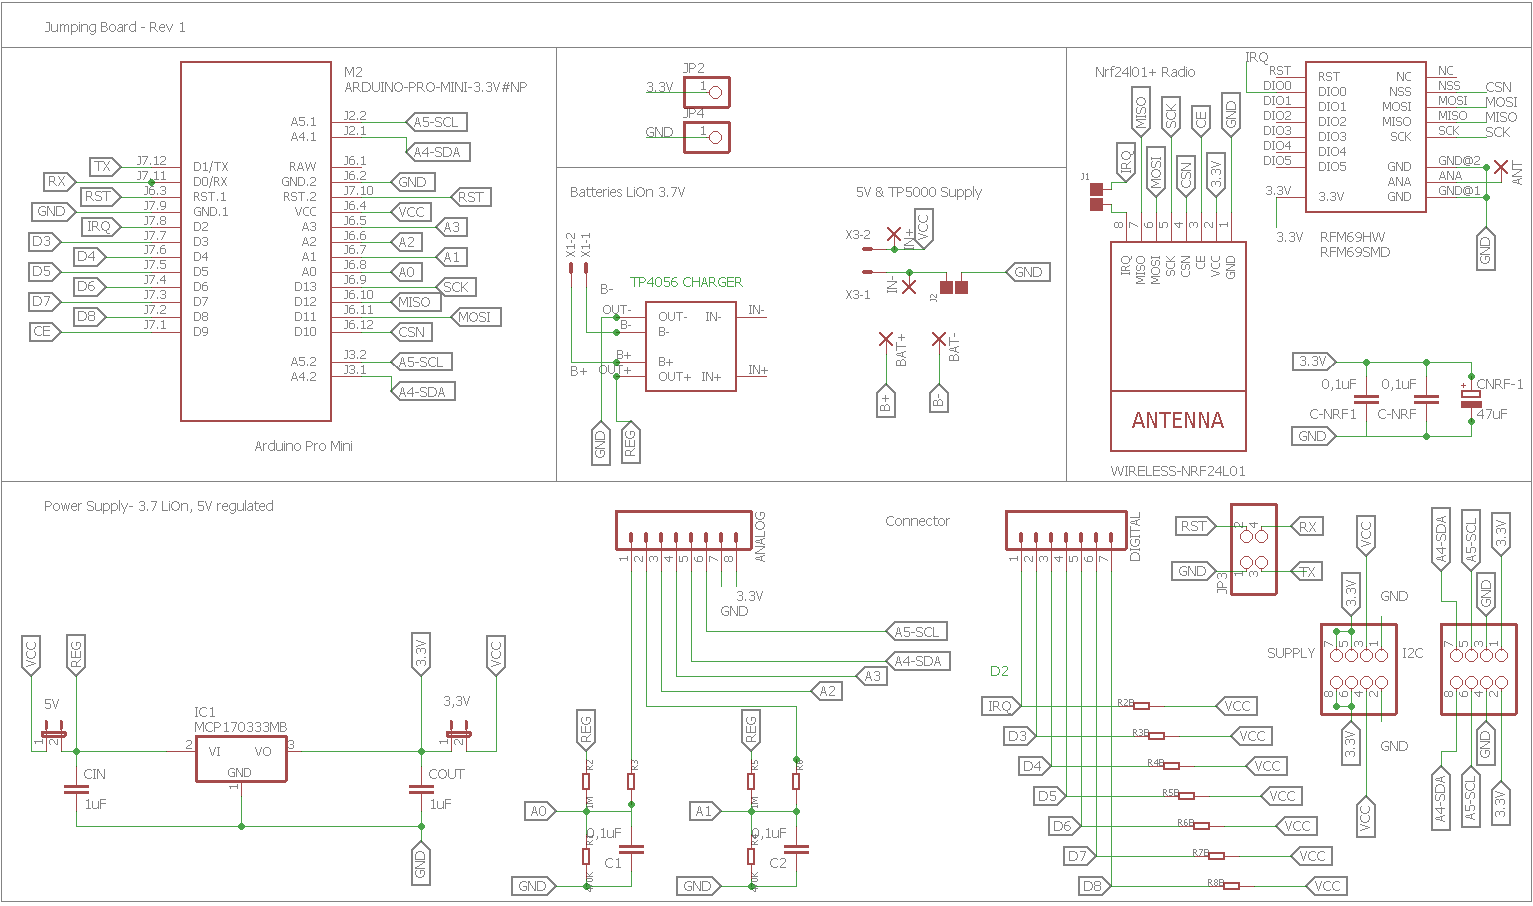 Jumping Board - Rev 1
M2
ARDUINO-PRO-MINI-3.3V#NP
J2.2
A5.1
A5-SCL
J2.1
A4.1
A4-SDA
TX J7.12 D1/TX RAW J6.1
RX J7.11 D0/RX GND.2 J6.2 GND
RST J6.3 RST.1 RST.2 J7.10 RST
GND J7.9 GND.1 VCC J6.4 VCC
IRQ J7.8 D2 A3 J6.5 A3
D3 J7.7 D3 A2 J6.6 A2
D4 J7.6 D4 A1 J6.7 A1
D5 J7.5 D5 A0 J6.8 A0
D6 J7.4 D6 D13 J6.9 SCK
D7 J7.3 D7 D12 J6.10 MISO
D8 J7.2 D8 D11 J6.11 MOSI
CE J7.1 D9 D10 J6.12 CSN
A5.2 J3.2 A5-SCL
A4.2 J3.1 A4-SDA
Arduino Pro Mini
JP2
3.3V 1
JP4
GND 1
Batteries LiOn 3.7V
X1-2
X1-1
TP4056 CHARGER
B-
OUT- OUT- IN- IN-
B- B-
B+ B+
B+ OUT+ OUT+ IN+ IN+
GND
REG
5V & TP5000 Supply
X3-2
IN+
VCC
X3-1
IN-
J2
GND
BAT+
BAT-
B+
B-
Nrf24l01+ Radio
J1
IRQ
MISO
MOSI
SCK
CSN
CE
3.3V
GND
8 7 6 5 4 3 2 1
IRQ
MISO
MOSI
SCK
CSN
CE
VCC
GND
ANTENNA
WIRELESS-NRF24L01
IRQ
RST RST NC NC
DIO0 DIO0 NSS NSS CSN
DIO1 DIO1 MOSI MOSI MOSI
DIO2 DIO2 MISO MISO MISO
DIO3 DIO3 SCK SCK SCK
DIO4 DIO4
DIO5 DIO5 GND GND@2
ANA ANA
3.3V 3.3V GND GND@1
ANT
GND
3.3V
RFM69HW
RFM69SMD
3.3V
0,1uF 0,1uF + CNRF-1
C-NRF1 C-NRF 47uF
GND
Power Supply- 3.7 LiOn, 5V regulated
VCC
REG
5V
1 2
IC1
MCP170333MB
2 VI VO 3
GND
1
CIN
1uF
3.3V
VCC
3,3V
1 2
COUT
1uF
GND
Connector
ANALOG
1 2 3 4 5 6 7 8
3.3V
GND
A5-SCL
A4-SDA
A3
A2
REG
R2
R3
1M
A0
0,1uF
C1
GND
REG
R5
1M
A1
0,1uF
C2
GND
DIGITAL
1 2 3 4 5 6 7
D2
IRQ VCC
D3 VCC
D4 VCC
D5 VCC
D6 VCC
D7 VCC
D8 VCC
RST 2 4 RX
GND 1 3 TX
JP3
VCC
3.3V
GND
7 5 3 1
SUPPLY
8 6 4 2
3.3V
GND
VCC
A4-SDA
A5-SCL
3.3V
GND
7 5 3 1
I2C
8 6 4 2
GND
A4-SDA
A5-SCL
3.3V